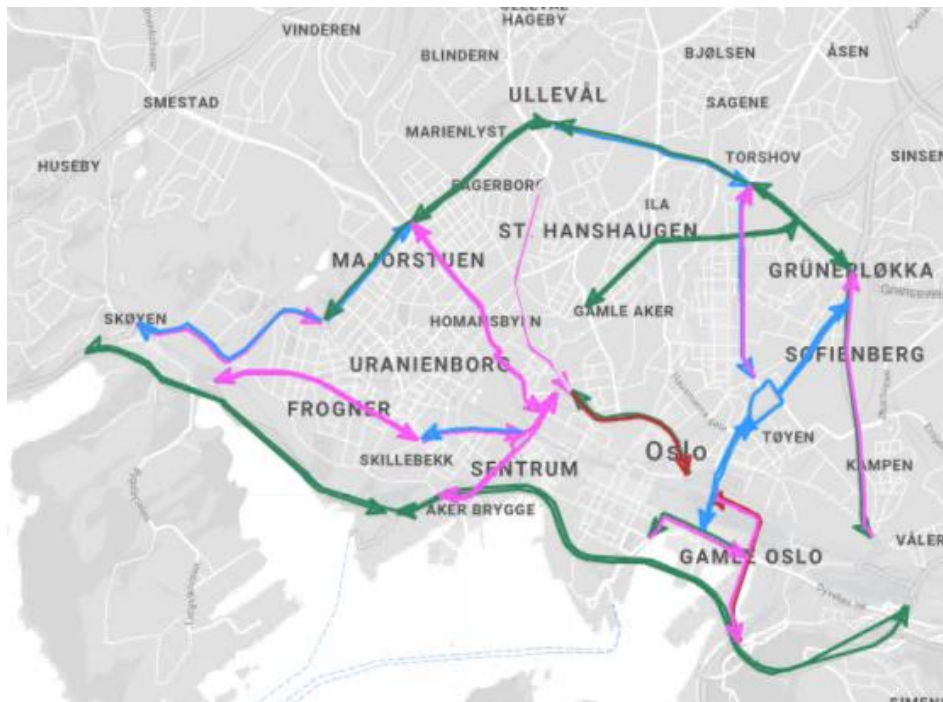 HAGEBY
VINDEREN
BLINDERN
BJØLSEN
ÅSEN
SMESTAD
ULLEVÅL
SAGENE
MARIENLYST
HUSEBY
TORSHOV
SINSEN
FAGERBORG
ILA
ST. HANSHAUGEN
MAJORSTUEN
GRÜNERLØKKA
SKØYEN
HOMANSBYEN
GAMLE AKER
URANIENBORG
SOFIENBERG
FROGNER
TØYEN
SKILLEBEKK
Oslo
SENTRUM
KAMPEN
AKER BRYGGE
GAMLE OSLO
VÅLER